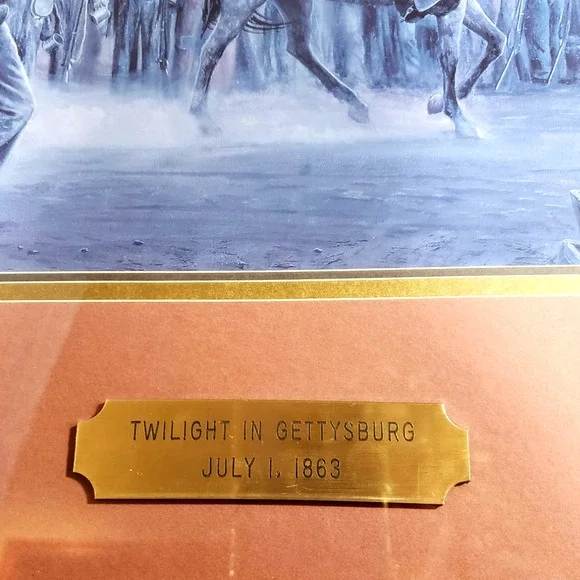 TWILIGHT IN GETTYSBURG
JULY 1, 1863